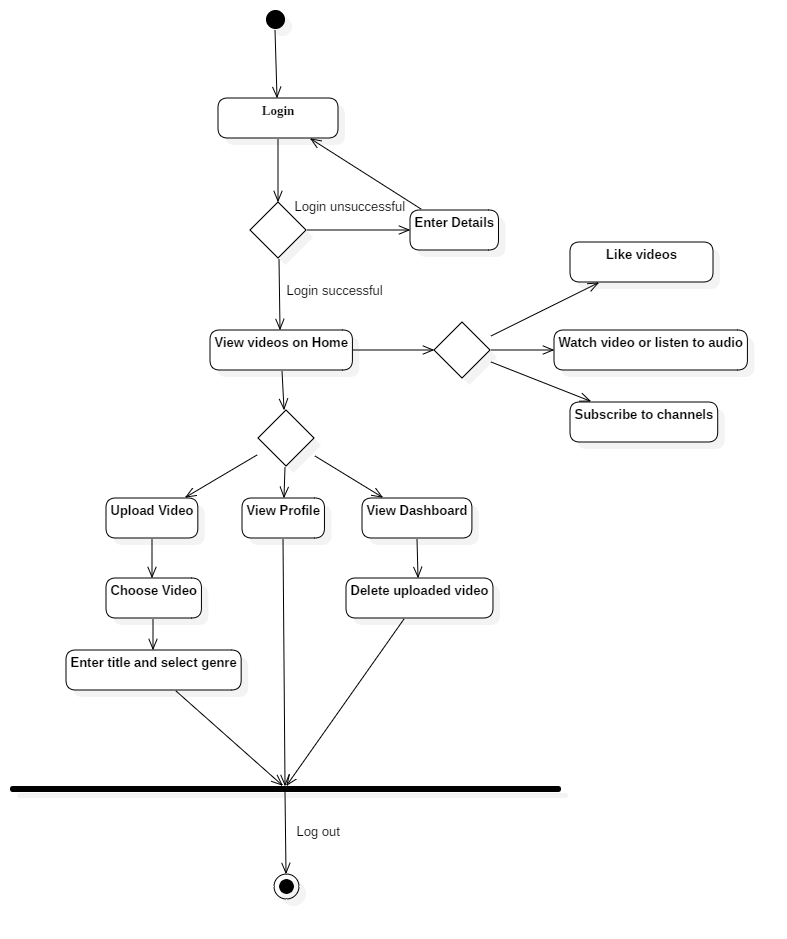 Login
Login unsuccessful
Enter Details
Like videos
Login successful
View videos on Home
Watch video or listen to audio
Subscribe to channels
Upload Video
View Profile
View Dashboard
Choose Video
Delete uploaded video
Enter title and select genre
Log out